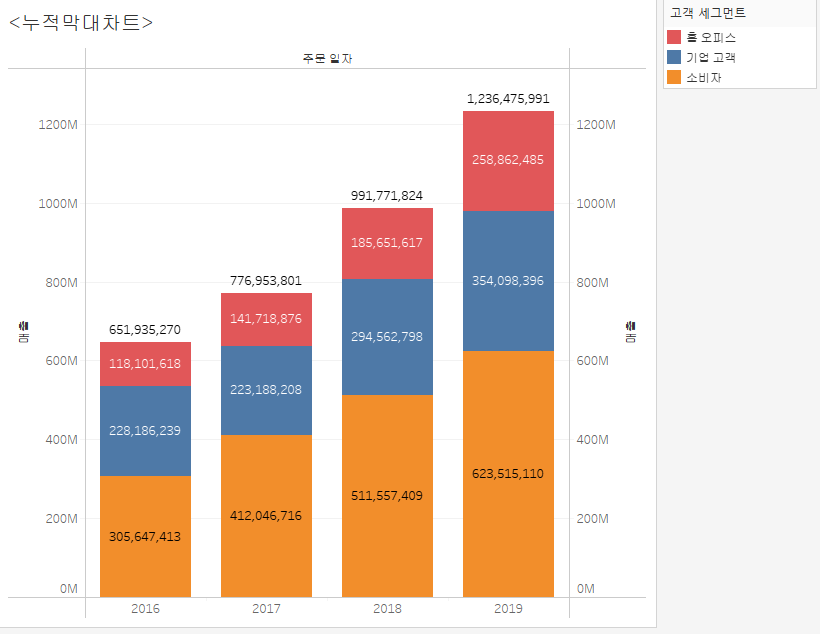 <누적막대차트>
고객 세그먼트
홈 오피스
기업 고객
소비자
주문 일자
1200M
1000M
800M
600M
400M
200M
0M
1200M
1000M
800M
600M
400M
200M
0M
651,935,270
118,101,618
228,186,239
305,647,413
776,953,801
141,718,876
223,188,208
412,046,716
991,771,824
185,651,617
294,562,798
511,557,409
1,236,475,991
258,862,485
354,098,396
623,515,110
2016
2017
2018
2019